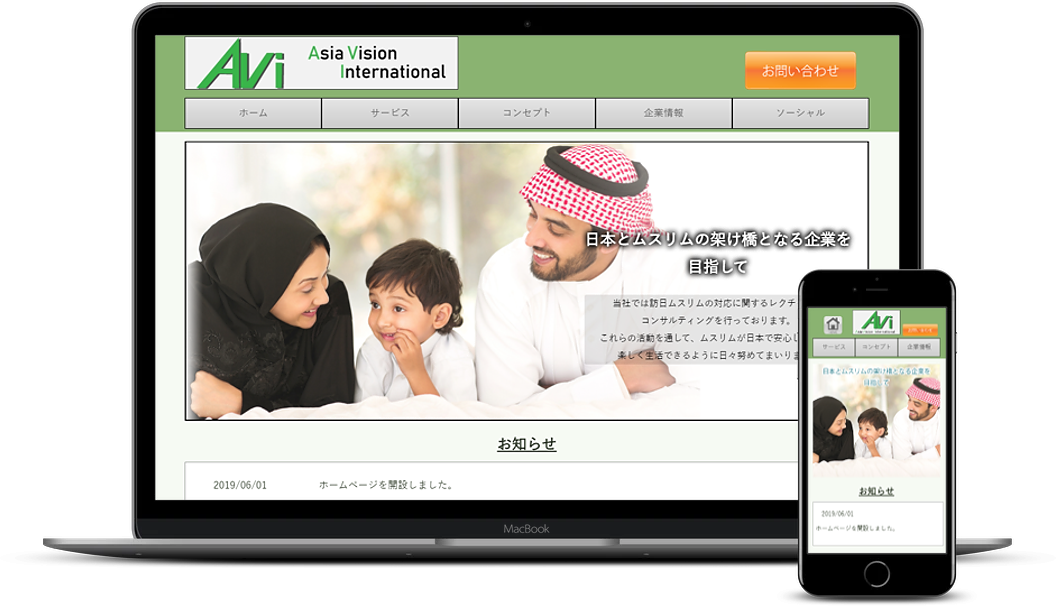 AVi
Asia Vision
International
お問い合わせ
ホーム サービス コンセプト 企業情報 ソーシャル
日本とムスリムの架け橋となる企業を
目指して
当社では訪日ムスリムの対応に関するレクチ
コンサルティングを行っております。
これらの活動を通して、ムスリムが日本で安心し
楽しく生活できるように日々努めてまいりま
お知らせ
2019/06/01 ホームページを開設しました。
MacBook
AVi
サービス コンセプト 企業情報
日本とムスリムの架け橋となる企業を
目指して
お知らせ
2019/06/01
ホームページを開設しました。